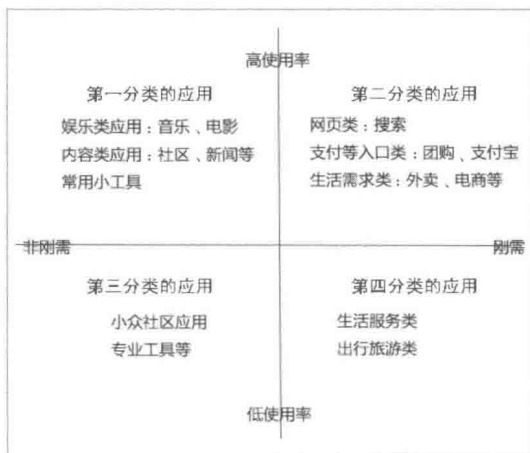 高使用率
第一分类的应用
娱乐类应用：音乐、电影
内容类应用：社区、新闻等
常用小工具
第二分类的应用
网页类：搜索
支付等入口类：团购、支付宝
生活需求类：外卖、电商等
非刚需
刚需
第三分类的应用
小众社区应用
专业工具等
第四分类的应用
生活服务类
出行旅游类
低使用率